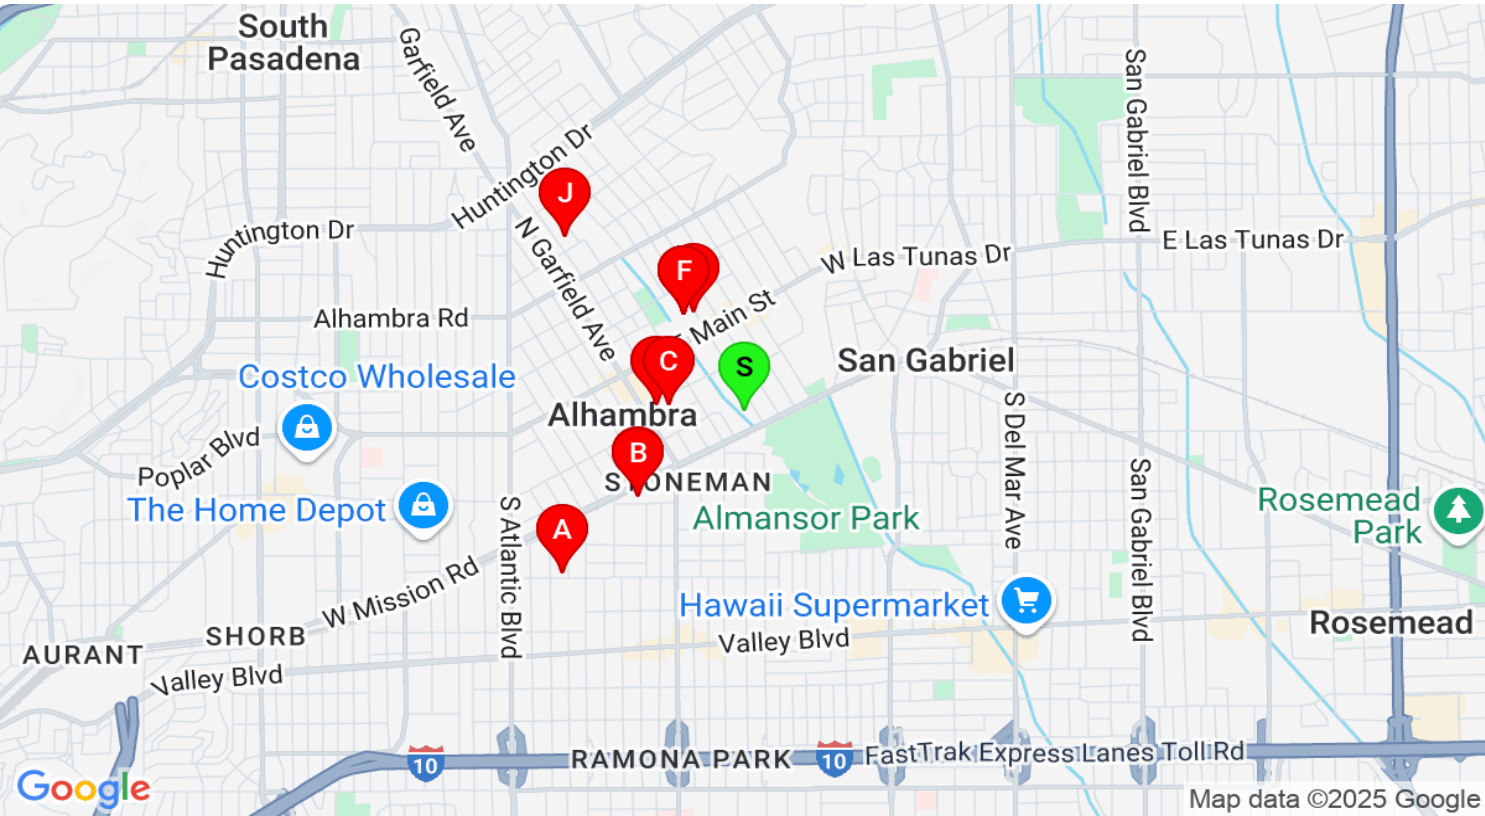 South
Pasadena
Garfield Ave
San Gabriel Blvd
Huntington Dr
J
Huntington Dr
N Garfield Ave
W Las Tunas Dr
E Las Tunas Dr
F
Alhambra Rd
Main St
C
S
San Gabriel
Costco Wholesale
Alhambra
S Del Mar Ave
Poplar Blvd
B
STONEMAN
San Gabriel Blvd
The Home Depot
S Atlantic Blvd
A
Almansor Park
Rosemead
Park
W Mission Rd
Hawaii Supermarket
SHORB
Valley Blvd
Rosemead
AURANT
Valley Blvd
10
RAMONA PARK
10
FastTrak Express Lanes Toll Rd
Google
Map data ©2025 Google